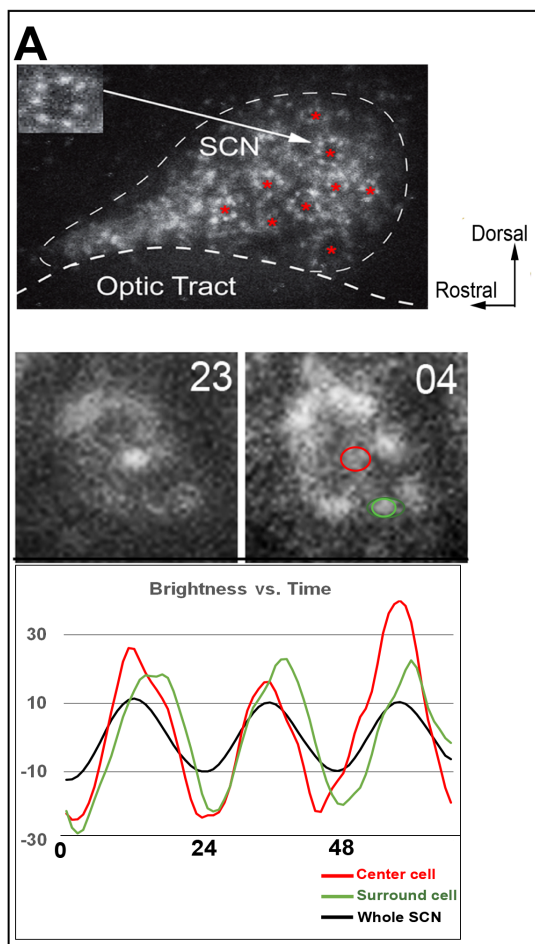 A
SCN
Optic Tract
Dorsal
Rostral
23
04
Brightness vs. Time
30
10
-10
-30
0
24
48
Center cell
Surround cell
Whole SCN